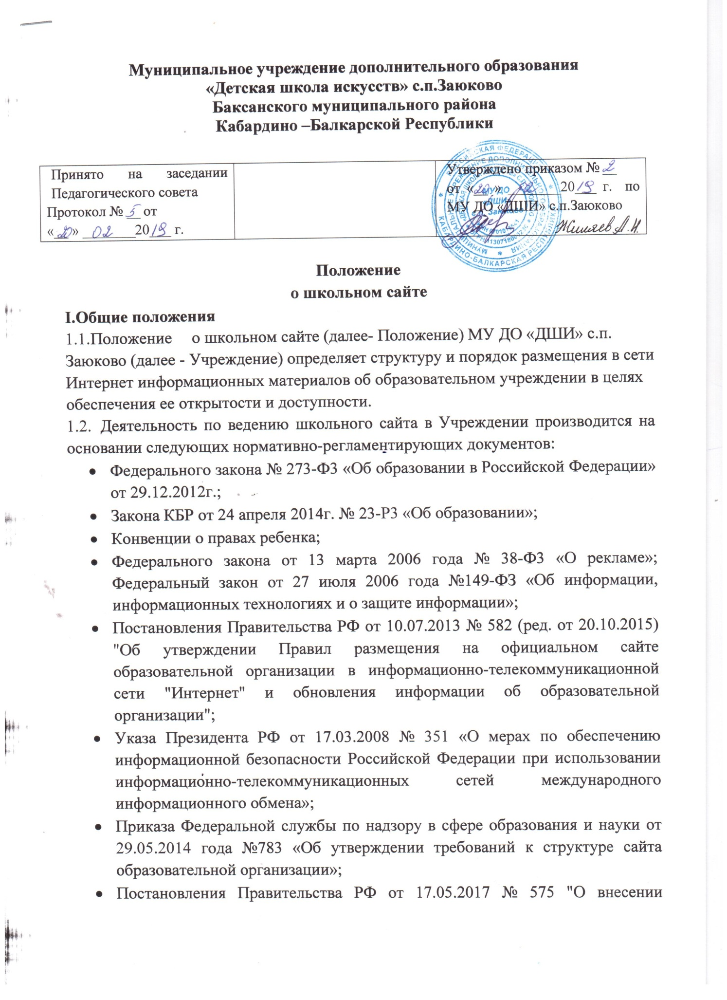 Муниципальное учреждение дополнительного образования
«Детская школа искусств» с.п.Заюково
Баксанского муниципального района
Кабардино –Балкарской Республики
Принято на заседании
Педагогического совета
Протокол № 5 от
«20» 02 2019 г.
Утверждено приказом № 2
от «20» 02 2019 г. по
МУ ДО «ДШИ» с.п.Заюково
Жиляев А.И.
РОССИЙСКАЯ ФЕДЕРАЦИЯ
КАБАРДИНО-БАЛКАРСКАЯ РЕСПУБЛИКА
МУ ДО
«ДШИ»
с.п. Заюково
Положение
о школьном сайте
I.Общие положения
1.1.Положение о школьном сайте (далее- Положение) МУ ДО «ДШИ» с.п.
Заюково (далее - Учреждение) определяет структуру и порядок размещения в сети
Интернет информационных материалов об образовательном учреждении в целях
обеспечения ее открытости и доступности.
1.2. Деятельность по ведению школьного сайта в Учреждении производится на
основании следующих нормативно-регламентирующих документов:
• Федерального закона № 273-ФЗ «Об образовании в Российской Федерации»
от 29.12.2012г.;
• Закона КБР от 24 апреля 2014г. № 23-РЗ «Об образовании»;
• Конвенции о правах ребенка;
• Федерального закона от 13 марта 2006 года № 38-ФЗ «О рекламе»;
Федеральный закон от 27 июля 2006 года №149-ФЗ «Об информации,
информационных технологиях и о защите информации»;
• Постановления Правительства РФ от 10.07.2013 № 582 (ред. от 20.10.2015)
"Об утверждении Правил размещения на официальном сайте
образовательной организации в информационно-телекоммуникационной
сети "Интернет" и обновления информации об образовательной
организации";
• Указа Президента РФ от 17.03.2008 № 351 «О мерах по обеспечению
информационной безопасности Российской Федерации при использовании
информационно-телекоммуникационных сетей международного
информационного обмена»;
• Приказа Федеральной службы по надзору в сфере образования и науки от
29.05.2014 года №783 «Об утверждении требований к структуре сайта
образовательной организации»;
• Постановления Правительства РФ от 17.05.2017 № 575 "О внесении